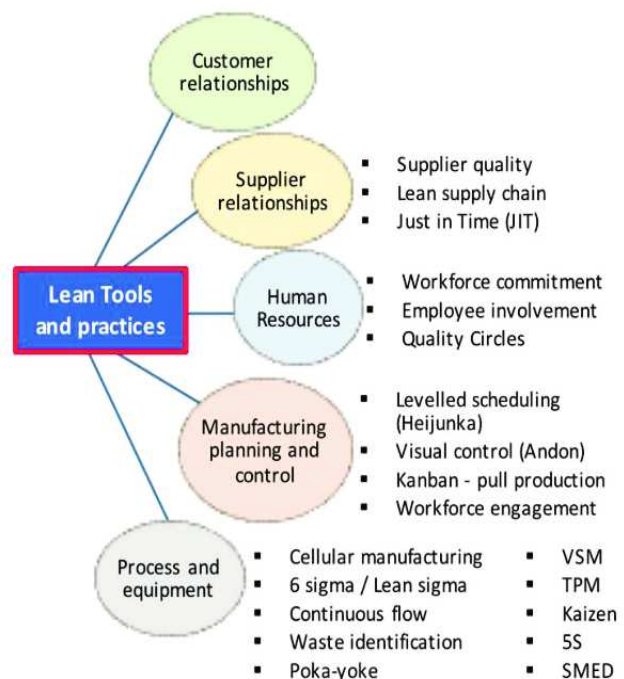 Customer
relationships
Supplier
relationships
▪ Supplier quality
▪ Lean supply chain
▪ Just in Time (JIT)
Lean Tools
and practices
Human
Resources
▪ Workforce commitment
▪ Employee involvement
▪ Quality Circles
Manufacturing
planning and
control
▪ Levelled scheduling
(Heijunka)
▪ Visual control (Andon)
▪ Kanban - pull production
▪ Workforce engagement
Process and
equipment
▪ Cellular manufacturing
▪ 6 sigma / Lean sigma
▪ Continuous flow
▪ Waste identification
▪ Poka-yoke
▪ VSM
▪ TPM
▪ Kaizen
▪ 5S
▪ SMED